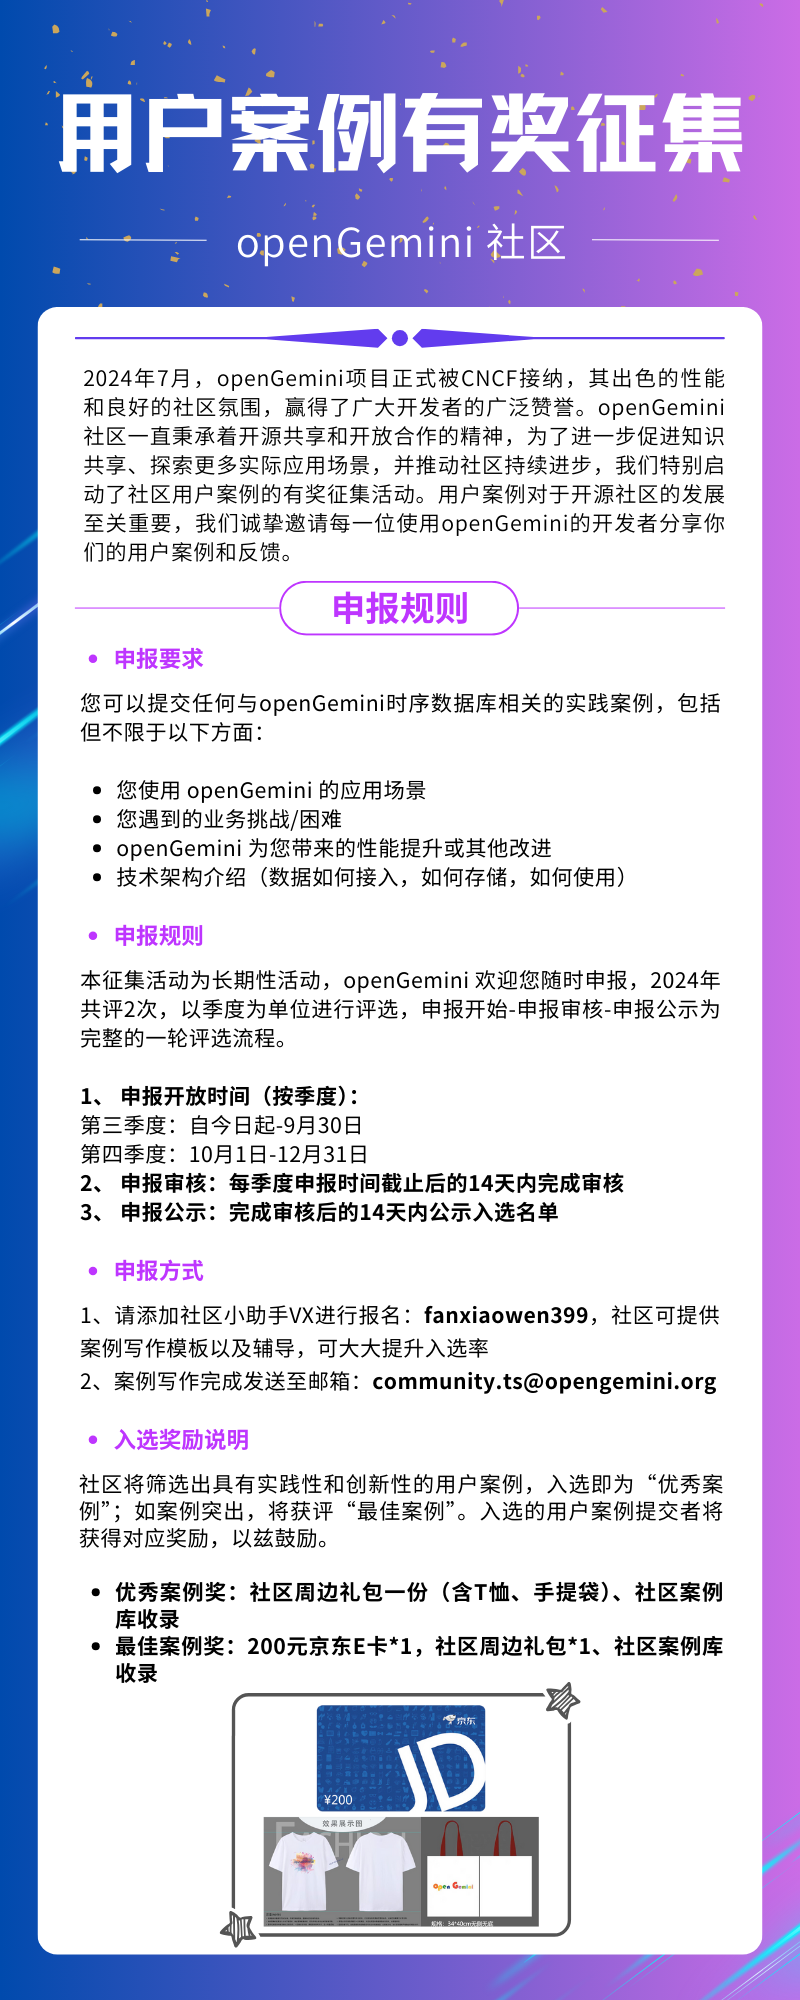 用户案例有奖征集
openGemini 社区
2024年7月，openGemini项目正式被CNCF接纳，其出色的性能
和良好的社区氛围，赢得了广大开发者的广泛赞誉。openGemini
社区一直秉承着开源共享和开放合作的精神，为了进一步促进知识
共享、探索更多实际应用场景，并推动社区持续进步，我们特别启
动了社区用户案例的有奖征集活动。用户案例对于开源社区的发展
至关重要，我们诚挚邀请每一位使用openGemini的开发者分享你
们的用户案例和反馈。
申报规则
• 申报要求
您可以提交任何与openGemini时序数据库相关的实践案例，包括
但不限于以下方面：
• 您使用 openGemini 的应用场景
• 您遇到的业务挑战/困难
• openGemini 为您带来的性能提升或其他改进
• 技术架构介绍（数据如何接入，如何存储，如何使用）
• 申报规则
本征集活动为长期性活动，openGemini 欢迎您随时申报，2024年
共评2次，以季度为单位进行评选，申报开始-申报审核-申报公示为
完整的一轮评选流程。
1、 申报开放时间（按季度）：
第三季度：自今日起-9月30日
第四季度：10月1日-12月31日
2、 申报审核：每季度申报时间截止后的14天内完成审核
3、 申报公示：完成审核后的14天内公示入选名单
• 申报方式
1、请添加社区小助手VX进行报名：fanxiaowen399，社区可提供
案例写作模板以及辅导，可大大提升入选率
2、案例写作完成发送至邮箱：community.ts@opengemini.org
• 入选奖励说明
社区将筛选出具有实践性和创新性的用户案例，入选即为“优秀案
例”；如案例突出，将获评“最佳案例”。入选的用户案例提交者将
获得对应奖励，以兹鼓励。
• 优秀案例奖：社区周边礼包一份（含T恤、手提袋）、社区案例
库收录
• 最佳案例奖：200元京东E卡*1，社区周边礼包*1、社区案例库
收录
京东
JD
¥200
效果展示图
Open Gemini
规格：34*40cm无侧无底